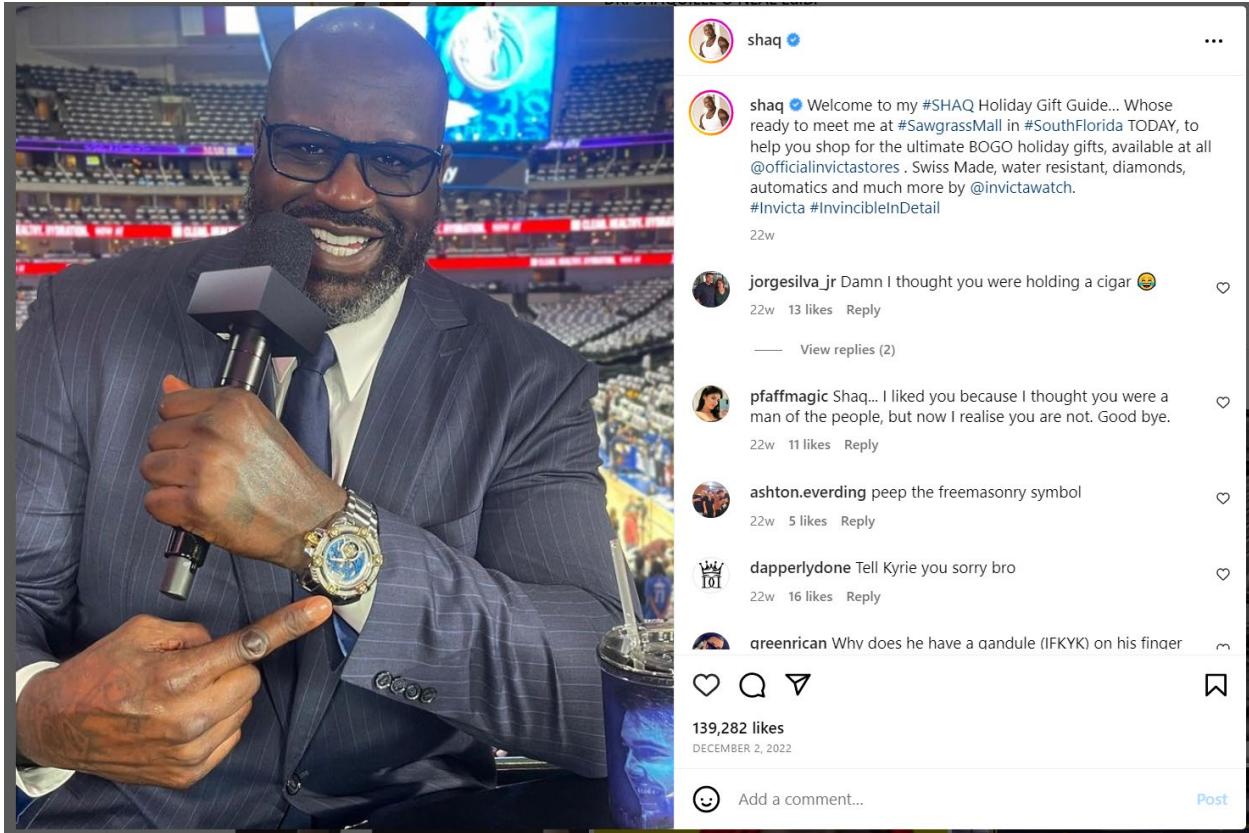 shaq
shaq Welcome to my #SHAQ Holiday Gift Guide... Whose
ready to meet me at #SawgrassMall in #SouthFlorida TODAY, to
help you shop for the ultimate BOGO holiday gifts, available at all
@officialinvictastores . Swiss Made, water resistant, diamonds,
automatics and much more by @invictawatch.
#Invicta #InvincibleInDetail
22w
jorgesilva_jr Damn I thought you were holding a cigar 😂
22w 13 likes Reply
View replies (2)
pfaffmagic Shaq... I liked you because I thought you were a
man of the people, but now I realise you are not. Good bye.
22w 11 likes Reply
ashton.everding peep the freemasonry symbol
22w 5 likes Reply
dapperlydone Tell Kyrie you sorry bro
22w 16 likes Reply
greenrican Why does he have a gandule (IFKYK) on his finger
139,282 likes
DECEMBER 2, 2022
Add a comment...
Post